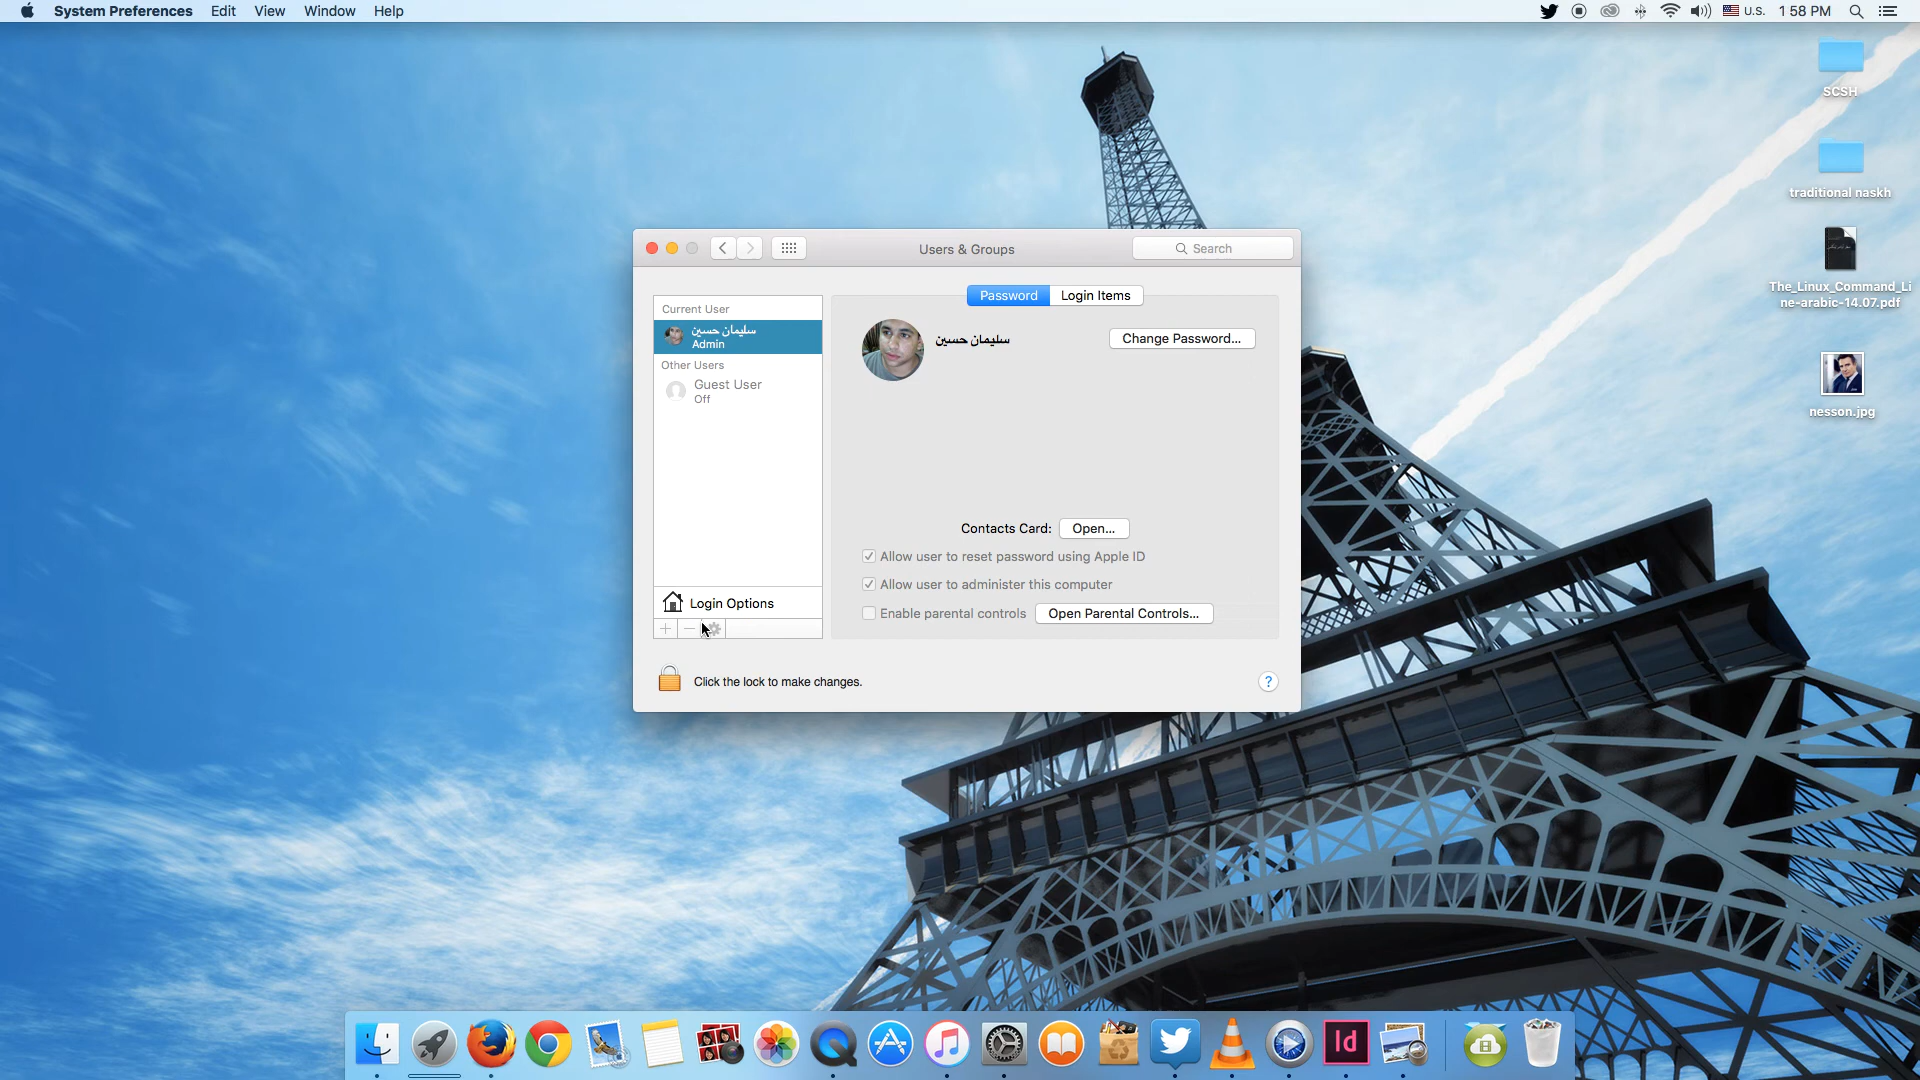 System Preferences Edit View Window Help
U.S. 1 58 PM
SCSH
traditional naskh
The_Linux_Command_Li
ne-arabic-14.07.pdf
nesson.jpg
Users & Groups
Search
Password Login Items
Current User
سليمان حسين
Admin
Other Users
Guest User
Off
سليمان حسين
Change Password...
Contacts Card: Open...
Allow user to reset password using Apple ID
Allow user to administer this computer
Enable parental controls Open Parental Controls...
Login Options
Click the lock to make changes.
?
Id